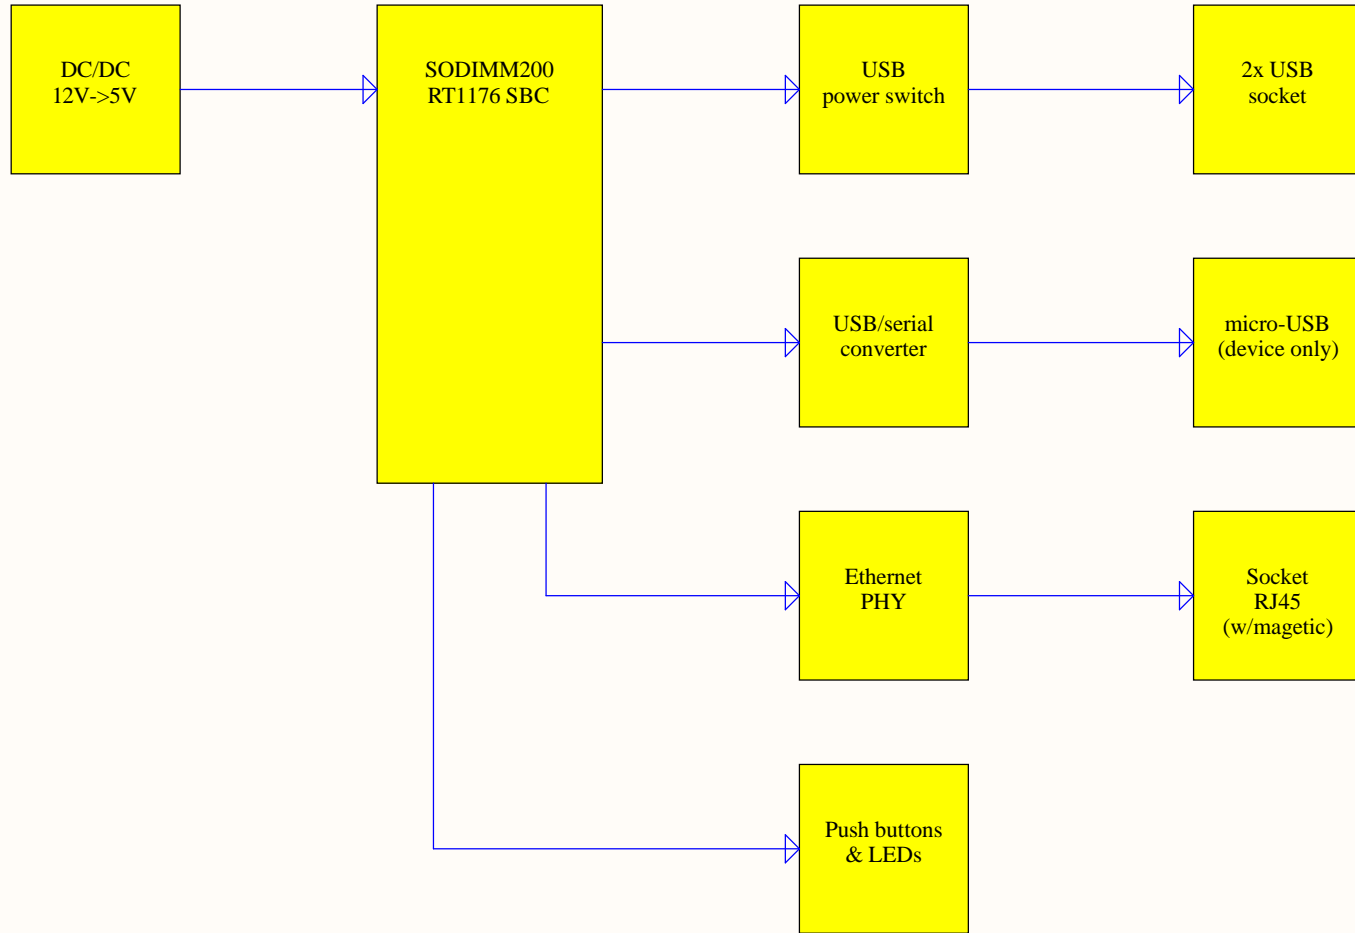 DC/DC
12V->5V
SODIMM200
RT1176 SBC
USB
power switch
2x USB
socket
USB/serial
converter
micro-USB
(device only)
Ethernet
PHY
Socket
RJ45
(w/magetic)
Push buttons
& LEDs